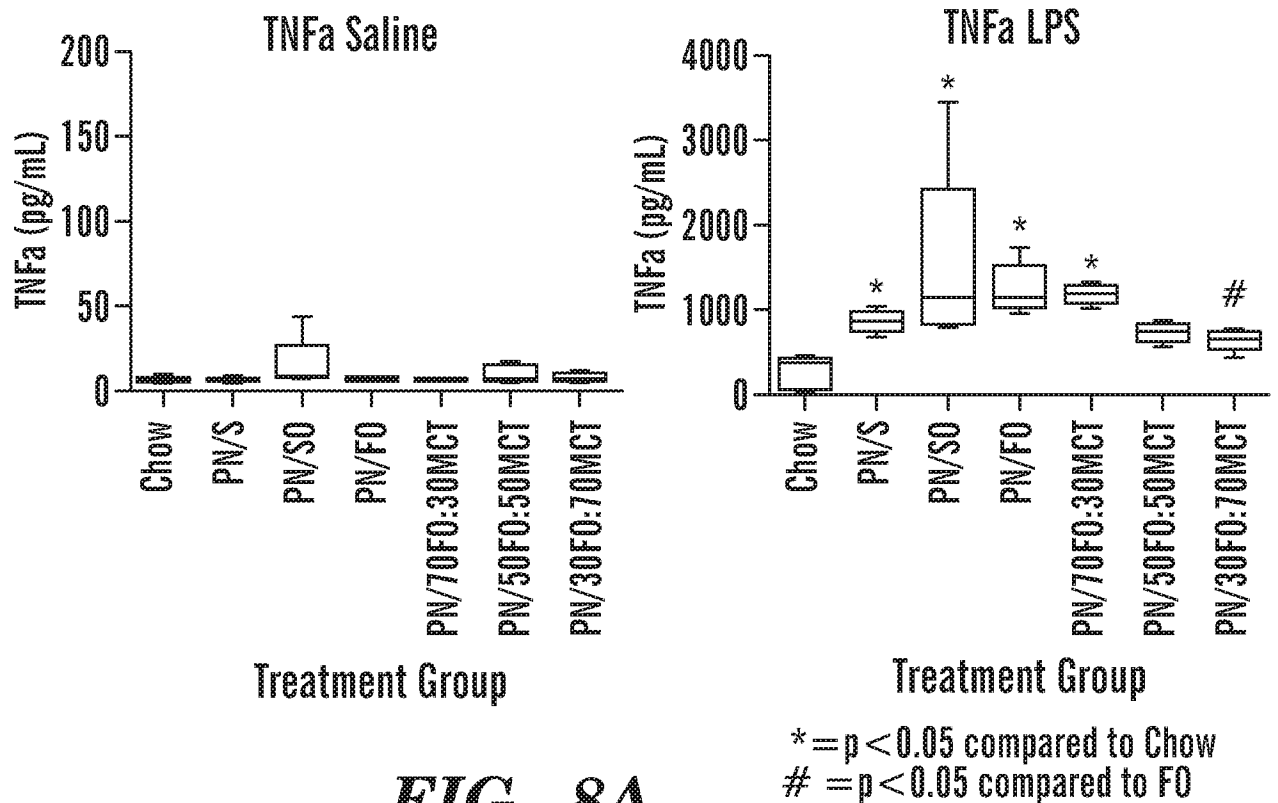 TNFa Saline
TNFa (pg/mL)
200
150
100
50
0
Chow
PN/S
PN/SO
PN/FO
PN/70FO:30MCT
PN/50FO:50MCT
PN/30FO:70MCT
Treatment Group
TNFa LPS
TNFa (pg/mL)
4000
3000
2000
1000
0
*
*
*
*
#
Chow
PN/S
PN/SO
PN/FO
PN/70FO:30MCT
PN/50FO:50MCT
PN/30FO:70MCT
Treatment Group
*=p<0.05 compared to Chow
# =p<0.05 compared to FO
FIG. 8A